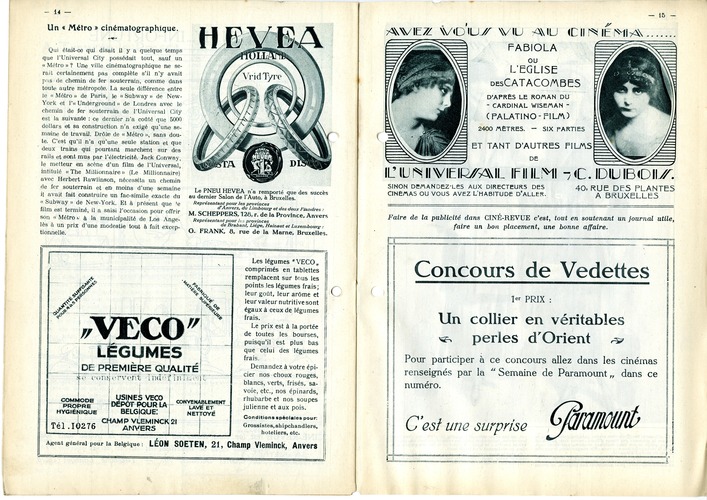 — 14 —
Un « Métro » cinématographique.
Qui était-ce qui disait il y a quelque temps
que l'Universal City possédait tout, sauf un
« Métro » ? Une ville cinématographique ne se-
rait certainement pas complète s'il n'y avait
pas de chemin de fer souterrain, comme dans
toute autre métropole. La seule différence entre
le « Métro » de Paris, le « Subway » de New-
York et l'« Underground » de Londres avec le
chemin de fer souterrain de l'Universal City
est la suivante : ce dernier n'a coûté que 5000
dollars et sa construction n'a exigé qu'une se-
maine de travail. Drôle de « Métro », sans dou-
te. C'est qu'il n'a qu'une seule station et que
deux trains qui pourtant marchent sur des
rails et sont mus par l'électricité. Jack Conway,
le metteur en scène d'un film de l'Universal,
intitulé « The Millionnaire » (Le Millionnaire)
avec Herbert Rawlinson, nécessita un chemin
de fer souterrain et en moins d'une semaine
il avait fait construire un fac-similé exact du
« Subway » de New-York. Et à présent que le
film est terminé, il a saisi l'occasion pour offrir
son « Métro » à la municipalité de Los Angé-
lès à un prix d'une modestie tout à fait excep-
tionnelle.
HEVEA
HOLLANDE
Vrid Tyre
HEVEA
Le PNEU HEVEA n'a remporté que des succès
au dernier Salon de l'Auto, à Bruxelles.
Représentant pour les provinces
d'Anvers, du Limbourg et des deux Flandres :
M. SCHEPPERS, 126, r. de la Province, Anvers
Représentant pour les provinces
de Brabant, Liége, Hainaut et Luxembourg :
O. FRANK, 8, rue de la Marne, Bruxelles.
QUANTITÉ SUFFISANTE
POUR PERSONNES
FABRIQUE DE
MATIÈRE SUPÉRIEURE
„VECO”
LÉGUMES
DE PREMIÈRE QUALITÉ
se conservent indéfiniment
COMMODE
PROPRE
HYGIÉNIQUE
USINES VECO
DÉPÔT POUR LA
BELGIQUE:
CHAMP VLEMINCK 21
ANVERS
CONVENABLEMENT
LAVÉ ET
NETTOYÉ
Tél. 10276
Les légumes "VECO„
comprimés en tablettes
remplacent sur tous les
points les légumes frais;
leur goût, leur arôme et
leur valeur nutritive sont
égaux à ceux de légumes
frais.
Le prix est à la portée
de toutes les bourses,
puisqu'il est plus bas
que celui des légumes
frais.
Demandez à votre épi-
cier nos choux rouges,
blancs, verts, frisés, sa-
voie, etc., nos épinards,
rhubarbe et nos soupes
julienne et aux pois.
Conditions spéciales pour:
Grossistes, shipchandlers,
hôteliers, etc.
Agent général pour la Belgique : LÉON SOETEN, 21, Champ Vleminck, Anvers
— 15 —
AVEZ VOUS VU AU CINÉMA.......
FABIOLA
OU
L'EGLISE
DES CATACOMBES
D'APRÈS LE ROMAN DU
- CARDINAL WISEMAN -
(PALATINO-FILM)
2400 MÈTRES. — SIX PARTIES
ET TANT D'AUTRES FILMS
DE
L'UNIVERSAL FILM - C. DUBOIS.
SINON DEMANDEZ-LES AUX DIRECTEURS DES
CINÉMAS OU VOUS AVEZ L'HABITUDE D'ALLER.
40, RUE DES PLANTES
A BRUXELLES
Faire de la publicité dans CINÉ-REVUE c'est, tout en soutenant un journal utile,
faire un bon placement, une bonne affaire.
Concours de Vedettes
1er PRIX :
Un collier en véritables
perles d'Orient
Pour participer à ce concours allez dans les cinémas
renseignés par la "Semaine de Paramount„ dans ce
numéro.
C'est une surprise Paramount